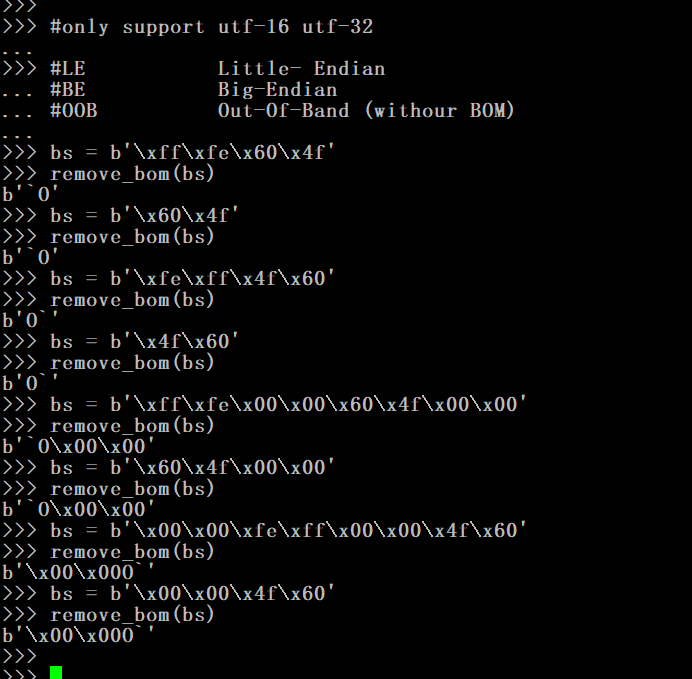 >>>
>>> #only support utf-16 utf-32
...
>>> #LE             Little- Endian
... #BE             Big-Endian
... #OOB            Out-Of-Band (withour BOM)
...
>>> bs = b'\xff\xfe\x60\x4f'
>>> remove_bom(bs)
b'`O'
>>> bs = b'\x60\x4f'
>>> remove_bom(bs)
b'`O'
>>> bs = b'\xfe\xff\x4f\x60'
>>> remove_bom(bs)
b'O`'
>>> bs = b'\x4f\x60'
>>> remove_bom(bs)
b'O`'
>>> bs = b'\xff\xfe\x00\x00\x60\x4f\x00\x00'
>>> remove_bom(bs)
b'`O\x00\x00'
>>> bs = b'\x60\x4f\x00\x00'
>>> remove_bom(bs)
b'`O\x00\x00'
>>> bs = b'\x00\x00\xfe\xff\x00\x00\x4f\x60'
>>> remove_bom(bs)
b'\x00\x00O`'
>>> bs = b'\x00\x00\x4f\x60'
>>> remove_bom(bs)
b'\x00\x00O`'
>>>
>>>